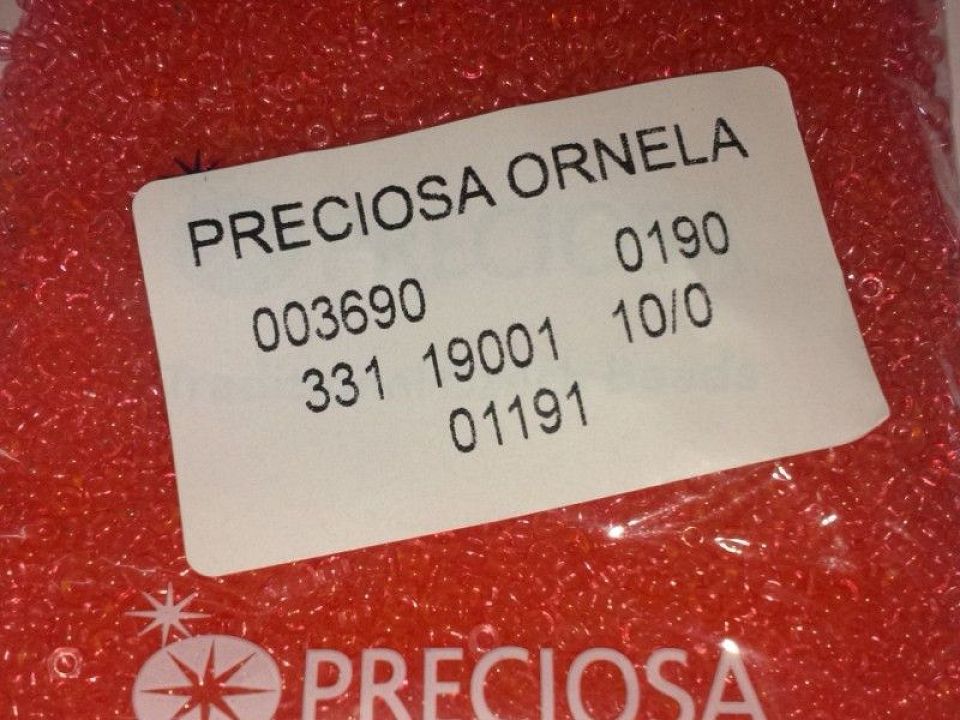 PRECIOSA ORNELA
003690 0190
331 19001 10/0
01191
PRECIOSA